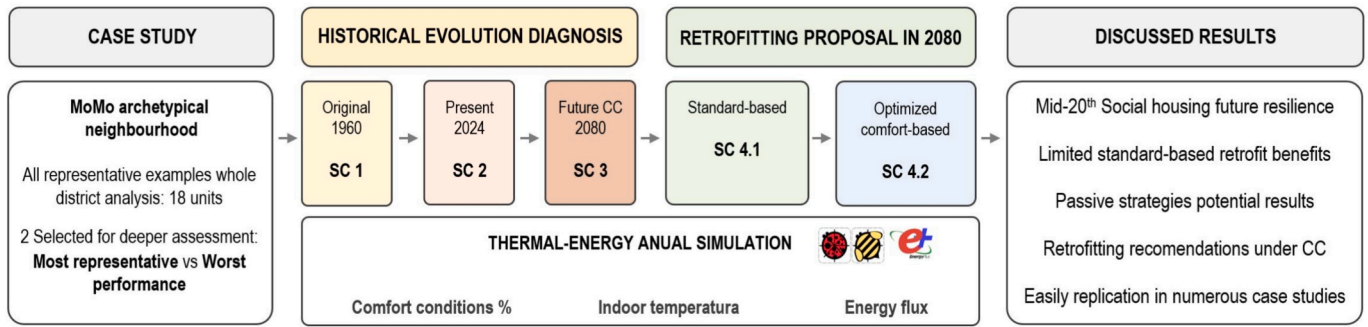 CASE STUDY
MoMo archetypical
neighbourhood
All representative examples whole
district analysis: 18 units
2 Selected for deeper assessment:
Most representative vs Worst
performance
HISTORICAL EVOLUTION DIAGNOSIS
Original
1960
SC 1
Present
2024
SC 2
Future CC
2080
SC 3
RETROFITTING PROPOSAL IN 2080
Standard-based
SC 4.1
Optimized
comfort-based
SC 4.2
THERMAL-ENERGY ANUAL SIMULATION
e+
EnergyPlus
Comfort conditions %
Indoor temperatura
Energy flux
DISCUSSED RESULTS
Mid-20th Social housing future resilience
Limited standard-based retrofit benefits
Passive strategies potential results
Retrofitting recomendations under CC
Easily replication in numerous case studies